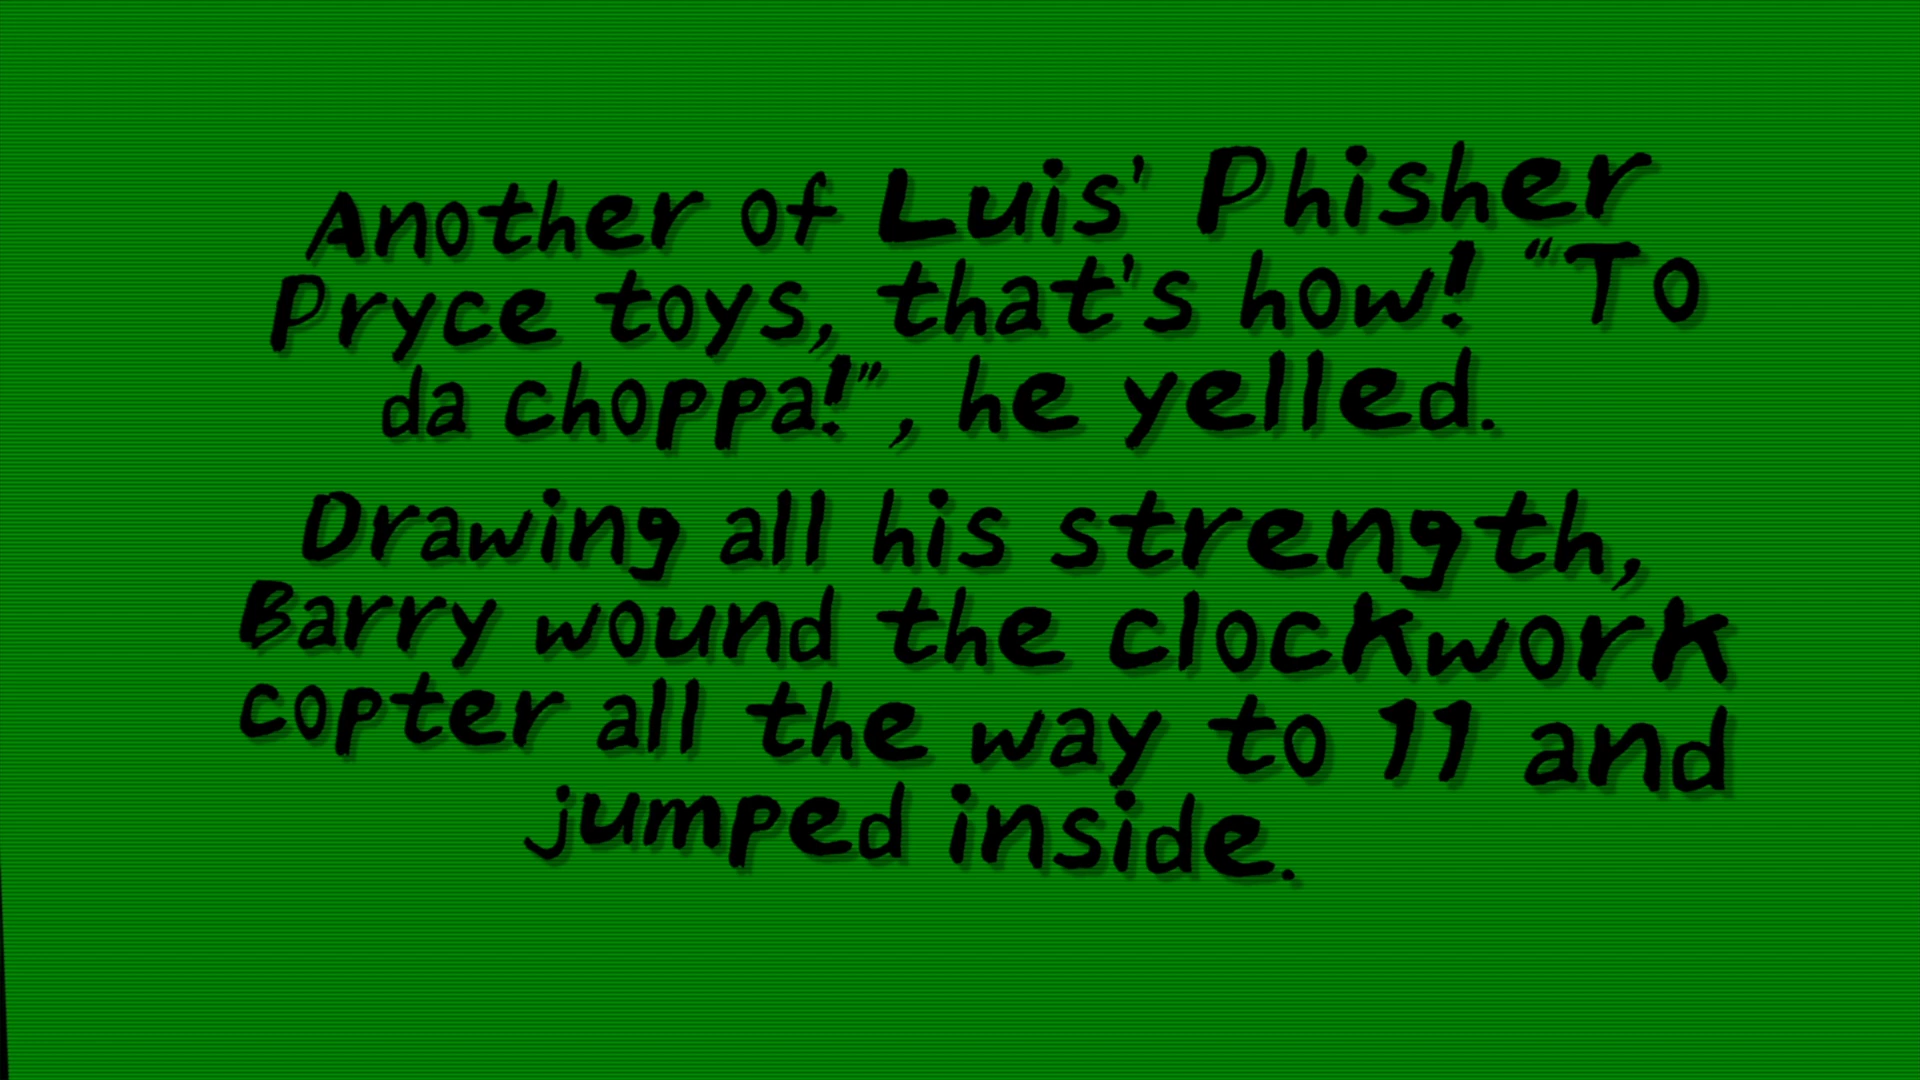 Another of Luis' Phisher
Pryce toys, that's how! "To
da choppa!", he yelled.
Drawing all his strength,
Barry wound the clockwork
copter all the way to 11 and
jumped inside.